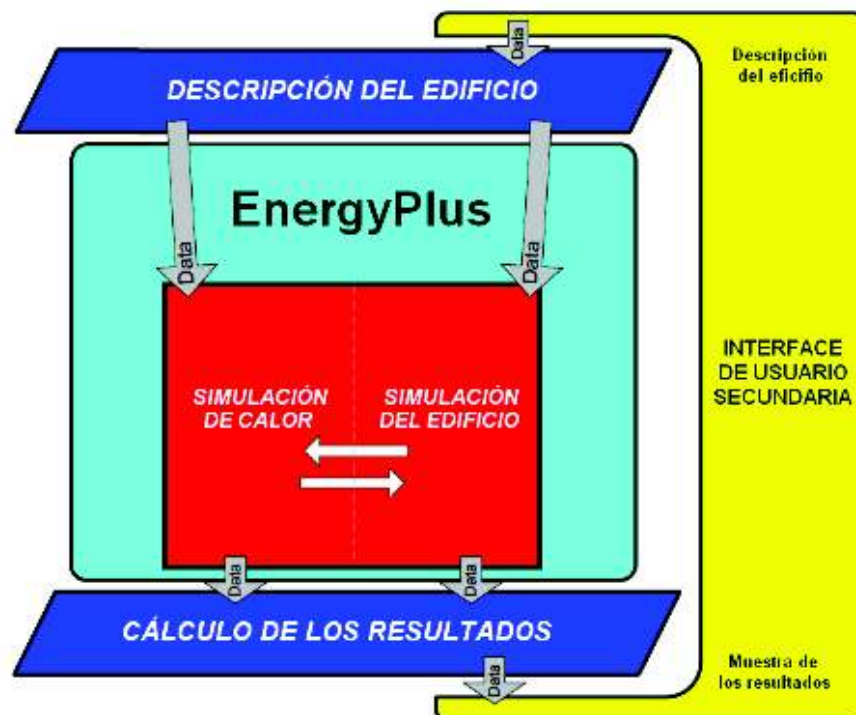 Data
Descripción
del eficifio
DESCRIPCIÓN DEL EDIFICIO
EnergyPlus
Data
Data
INTERFACE
DE USUARIO
SECUNDARIA
SIMULACIÓN
DE CALOR
SIMULACIÓN
DEL EDIFICIO
Data
Data
CÁLCULO DE LOS RESULTADOS
Muestra de
los resultados
Data